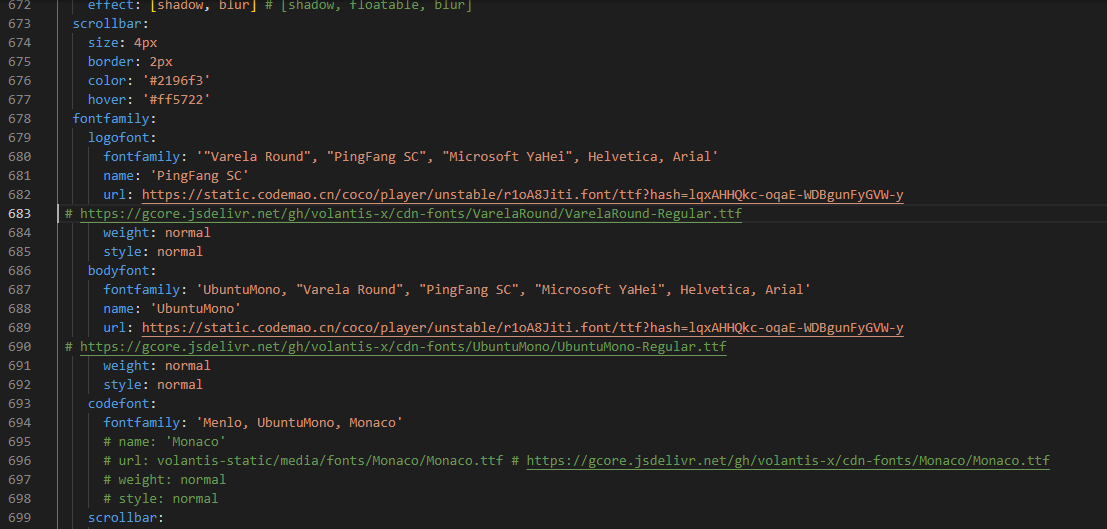 672 effect: [shadow, blur] # [shadow, floatable, blur]
673 scrollbar:
674 size: 4px
675 border: 2px
676 color: '#2196f3'
677 hover: '#ff5722'
678 fontfamily:
679 logofont:
680 fontfamily: '"Varela Round", "PingFang SC", "Microsoft YaHei", Helvetica, Arial'
681 name: 'PingFang SC'
682 url: https://static.codemao.cn/coco/player/unstable/r1oA8Jiti.font/ttf?hash=lqxAHHQkc-oqaE-WDBgunFyGVW-y
683 # https://gcore.jsdelivr.net/gh/volantis-x/cdn-fonts/VarelaRound/VarelaRound-Regular.ttf
684 weight: normal
685 style: normal
686 bodyfont:
687 fontfamily: 'UbuntuMono, "Varela Round", "PingFang SC", "Microsoft YaHei", Helvetica, Arial'
688 name: 'UbuntuMono'
689 url: https://static.codemao.cn/coco/player/unstable/r1oA8Jiti.font/ttf?hash=lqxAHHQkc-oqaE-WDBgunFyGVW-y
690 # https://gcore.jsdelivr.net/gh/volantis-x/cdn-fonts/UbuntuMono/UbuntuMono-Regular.ttf
691 weight: normal
692 style: normal
693 codefont:
694 fontfamily: 'Menlo, UbuntuMono, Monaco'
695 # name: 'Monaco'
696 # url: volantis-static/media/fonts/Monaco/Monaco.ttf # https://gcore.jsdelivr.net/gh/volantis-x/cdn-fonts/Monaco/Monaco.ttf
697 # weight: normal
698 # style: normal
699 scrollbar: